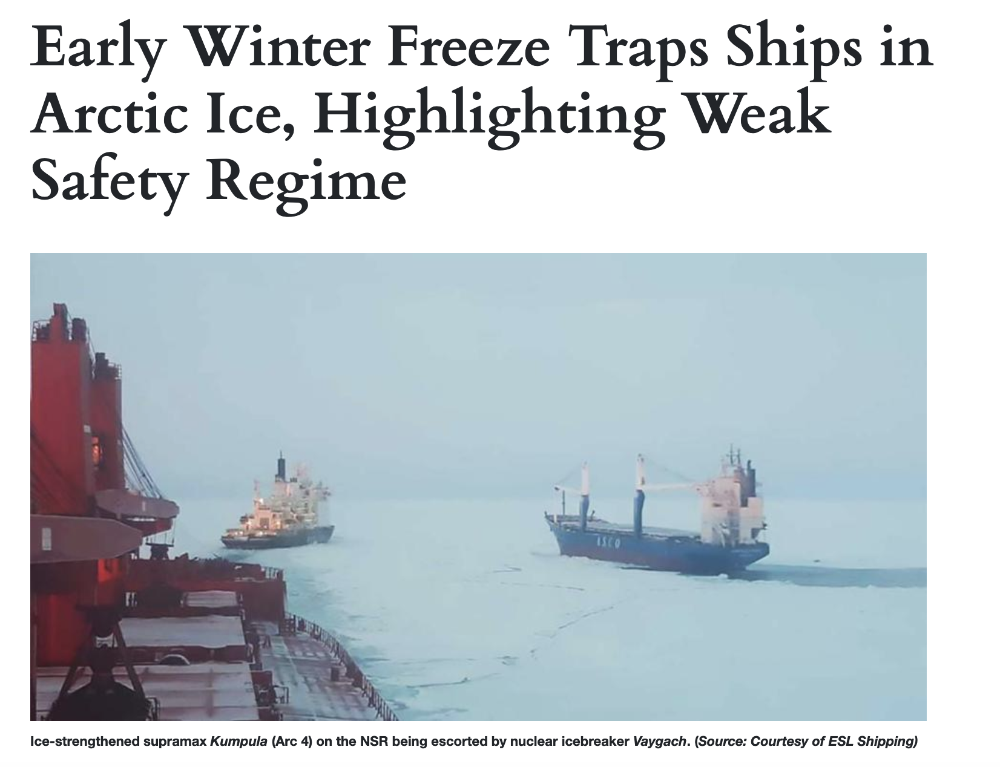 Early Winter Freeze Traps Ships in
Arctic Ice, Highlighting Weak
Safety Regime
ASCO
Ice-strengthened supramax Kumpula (Arc 4) on the NSR being escorted by nuclear icebreaker Vaygach. (Source: Courtesy of ESL Shipping)